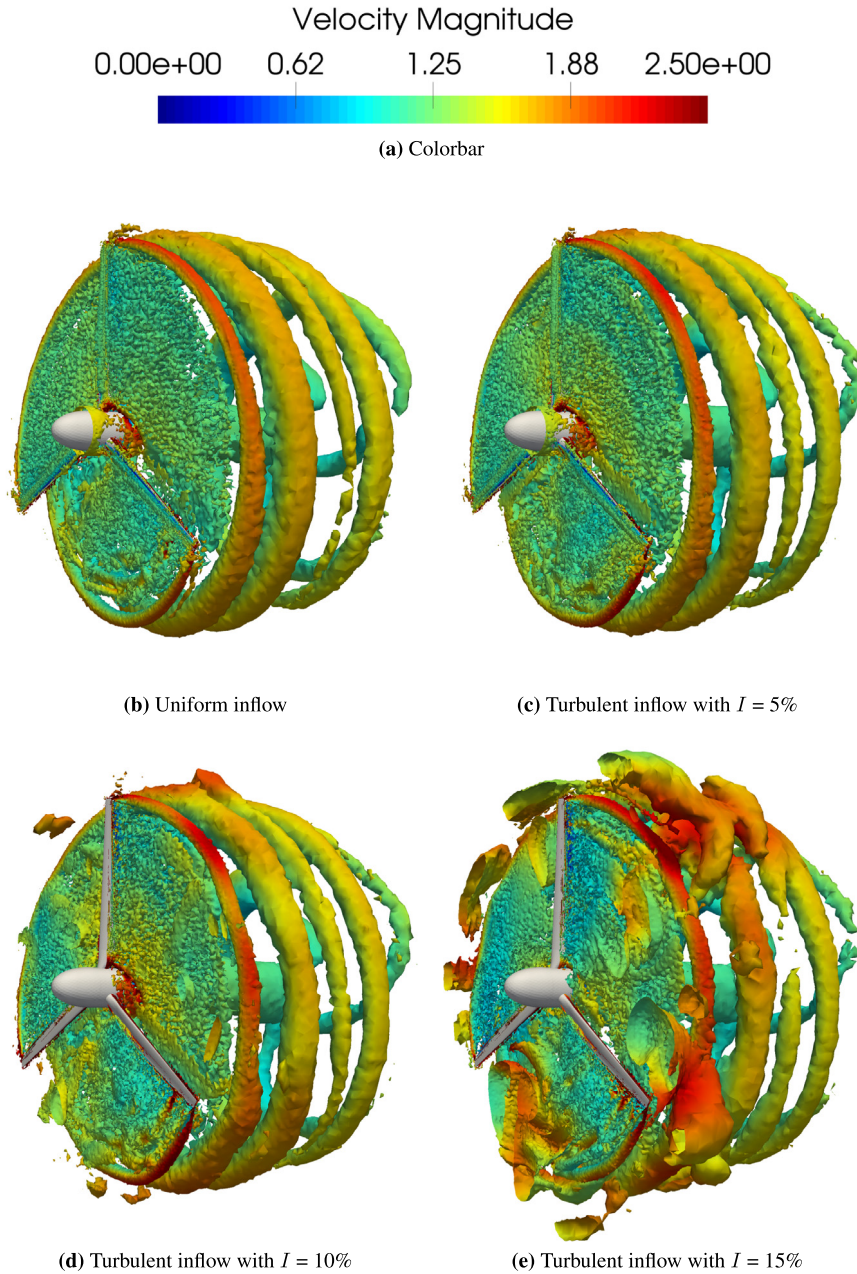 Velocity Magnitude
0.00e+00 0.62 1.25 1.88 2.50e+00
(a) Colorbar
(b) Uniform inflow
(c) Turbulent inflow with I = 5%
(d) Turbulent inflow with I = 10%
(e) Turbulent inflow with I = 15%